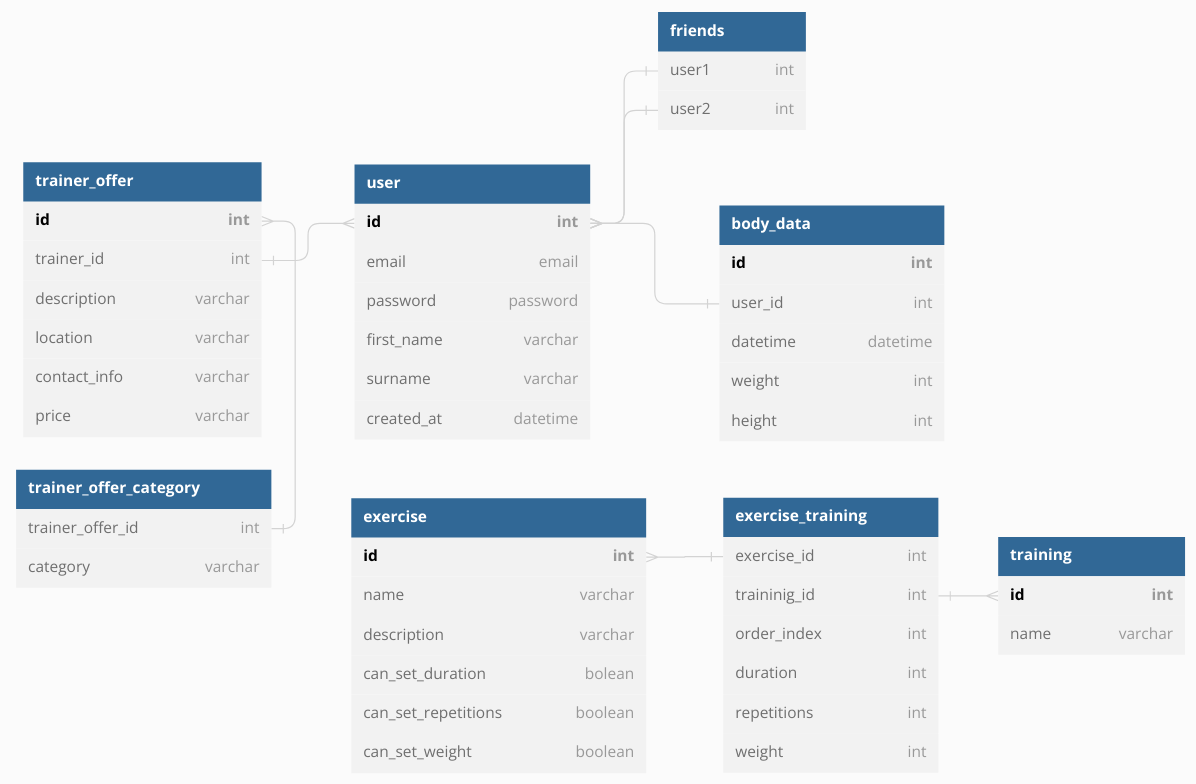 friends
user1 int
user2 int
trainer_offer
id int
trainer_id int
description varchar
location varchar
contact_info varchar
price varchar
user
id int
email email
password password
first_name varchar
surname varchar
created_at datetime
body_data
id int
user_id int
datetime datetime
weight int
height int
trainer_offer_category
trainer_offer_id int
category varchar
exercise
id int
name varchar
description varchar
can_set_duration bolean
can_set_repetitions boolean
can_set_weight boolean
exercise_training
exercise_id int
traininig_id int
order_index int
duration int
repetitions int
weight int
training
id int
name varchar